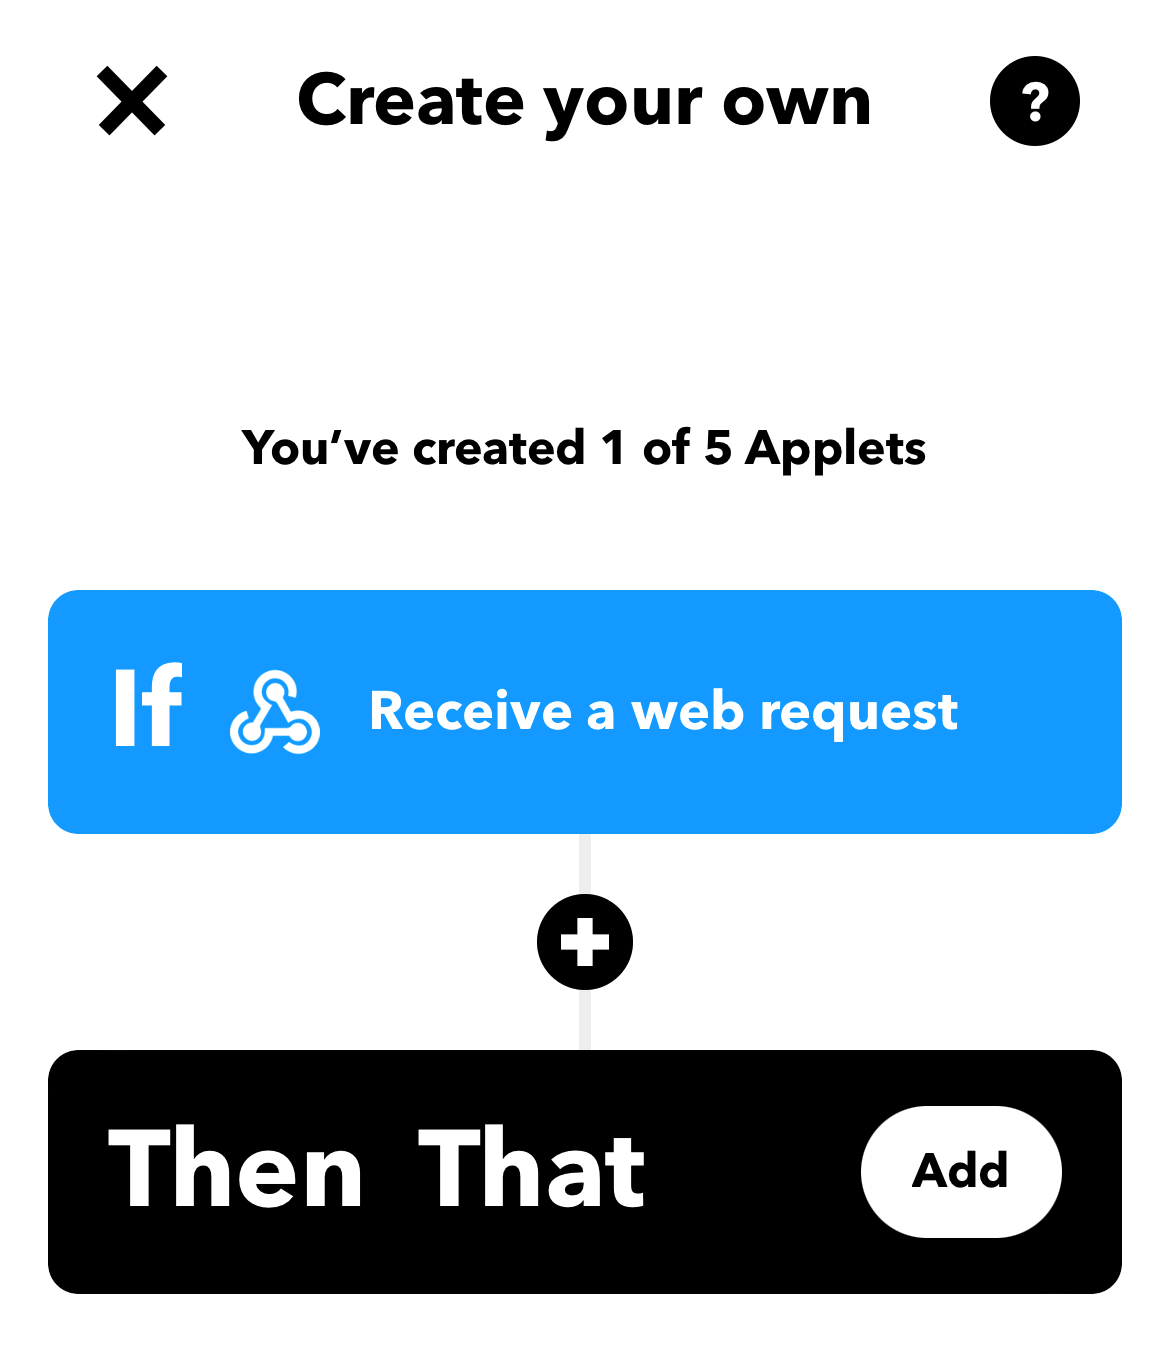 Create your own
?
You’ve created 1 of 5 Applets
If Receive a web request
Then That Add